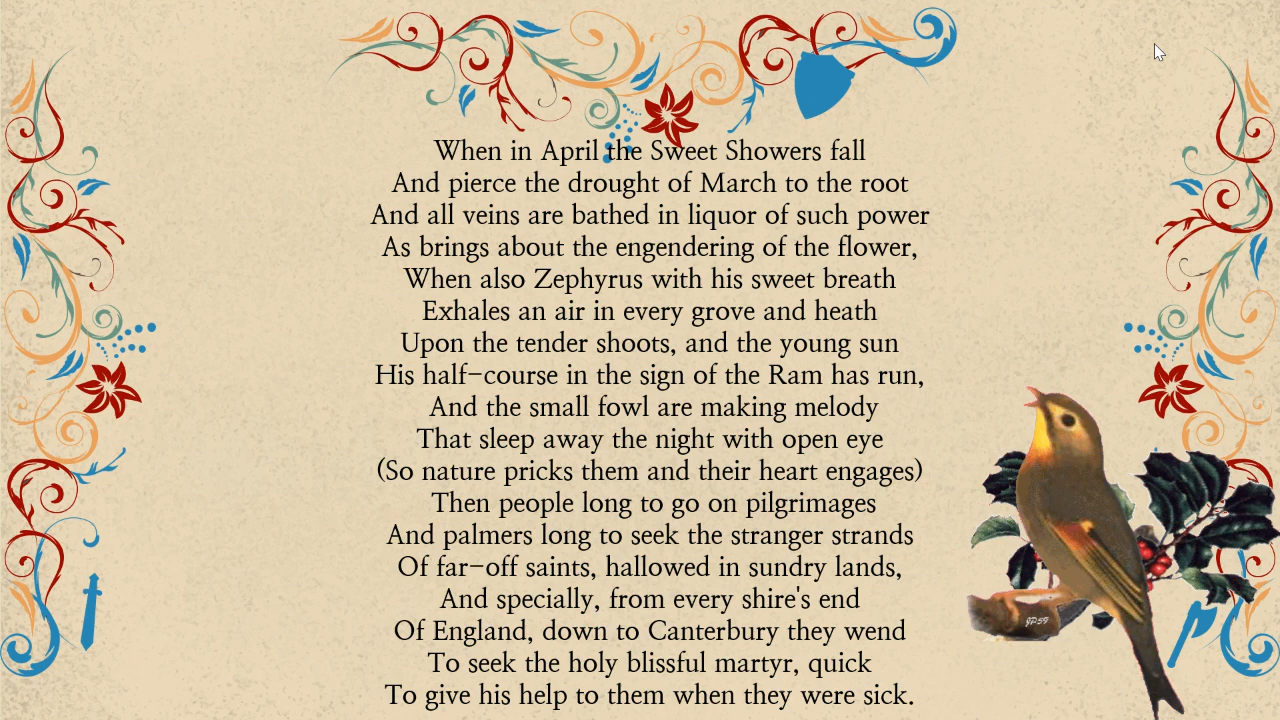 When in April the Sweet Showers fall
And pierce the drought of March to the root
And all veins are bathed in liquor of such power
As brings about the engendering of the flower,
When also Zephyrus with his sweet breath
Exhales an air in every grove and heath
Upon the tender shoots, and the young sun
His half-course in the sign of the Ram has run,
And the small fowl are making melody
That sleep away the night with open eye
(So nature pricks them and their heart engages)
Then people long to go on pilgrimages
And palmers long to seek the stranger strands
Of far-off saints, hallowed in sundry lands,
And specially, from every shire's end
Of England, down to Canterbury they wend
To seek the holy blissful martyr, quick
To give his help to them when they were sick.
JP59